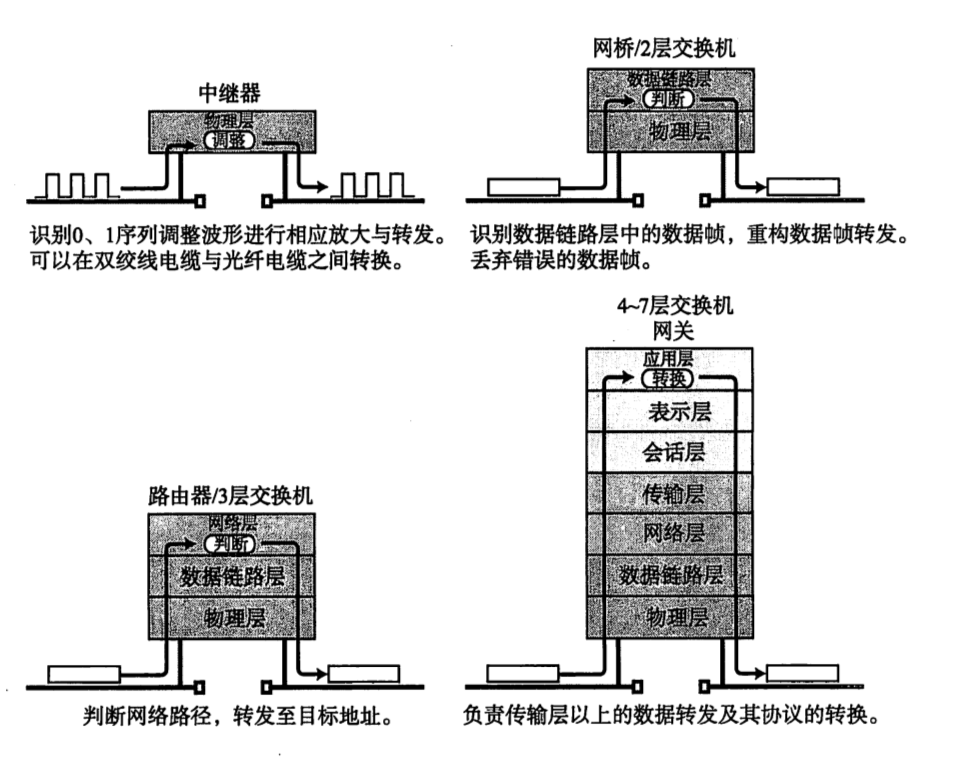 中继器
物理层
调整
识别0、1序列调整波形进行相应放大与转发。
可以在双绞线电缆与光纤电缆之间转换。
网桥/2层交换机
数据链路层
判断
物理层
识别数据链路层中的数据帧，重构数据帧转发。
丢弃错误的数据帧。
路由器/3层交换机
网络层
判断
数据链路层
物理层
判断网络路径，转发至目标地址。
4~7层交换机
网关
应用层
转换
表示层
会话层
传输层
网络层
数据链路层
物理层
负责传输层以上的数据转发及其协议的转换。